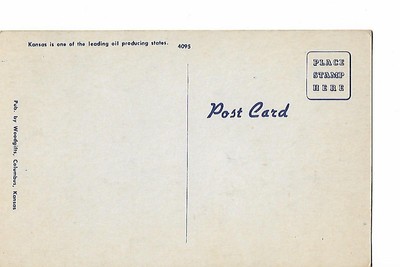 Kansas is one of the leading oil producing states. 4095
PLACE
STAMP
HERE
Post Card
Pub. by Woodgifts, Columbus, Kansas